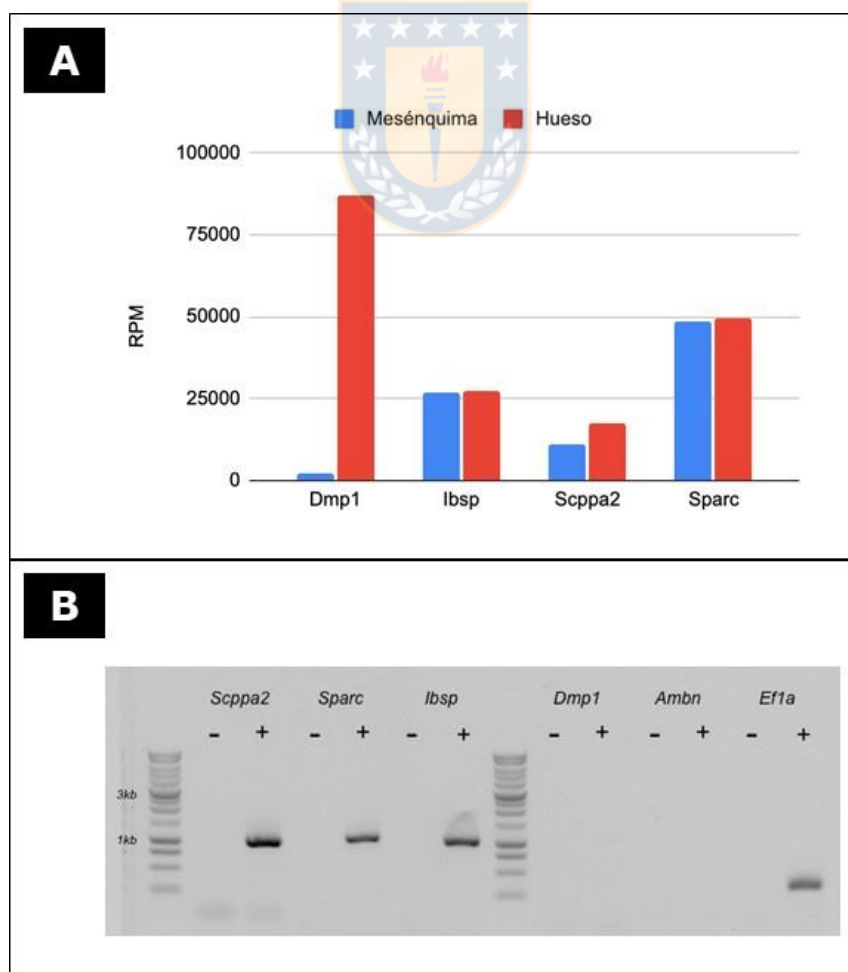 A
Mesénquima Hueso
100000
75000
50000
25000
0
RPM
Dmp1 Ibsp Scppa2 Sparc
B
Scppa2 Sparc Ibsp Dmp1 Ambn Ef1a
- + - + - + - + - + - +
3kb
1kb